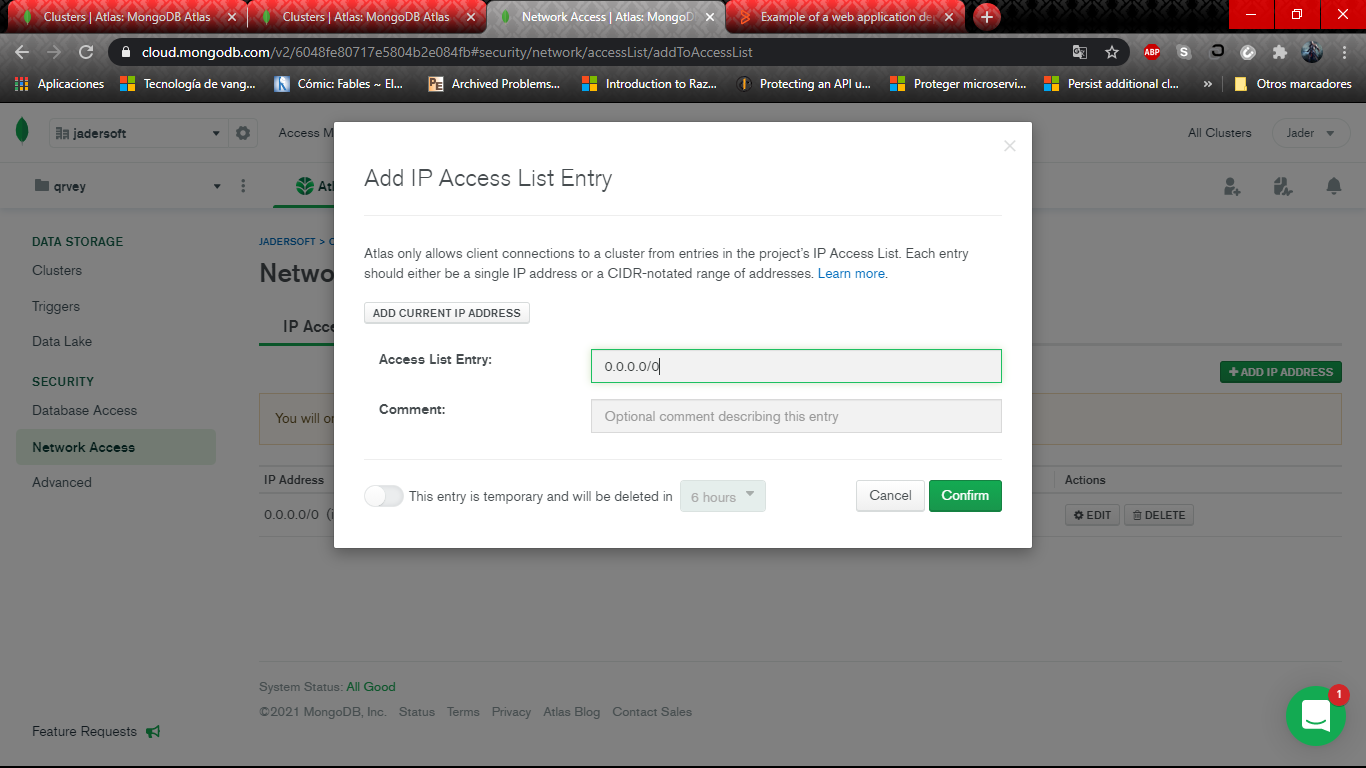 Clusters | Atlas: MongoDB Atlas
Clusters | Atlas: MongoDB Atlas
Network Access | Atlas: MongoD
Example of a web application de
cloud.mongodb.com/v2/6048fe80717e5804b2e084fb#security/network/accessList/addToAccessList
ABP
Aplicaciones
Tecnología de vang...
Cómic: Fables ~ El...
Archived Problems...
Introduction to Raz...
Protecting an API u...
Proteger microservi...
Persist additional cl...
»
Otros marcadores
jadersoft
Access M
All Clusters
Jader
qrvey
Atl
DATA STORAGE
Clusters
Triggers
Data Lake
SECURITY
Database Access
Network Access
Advanced
Feature Requests
JADERSOFT > 
Netwo
IP Acce
+ ADD IP ADDRESS
You will on
IP Address
Actions
0.0.0.0/0 (i
EDIT
DELETE
Add IP Access List Entry
Atlas only allows client connections to a cluster from entries in the project's IP Access List. Each entry
should either be a single IP address or a CIDR-notated range of addresses. Learn more.
ADD CURRENT IP ADDRESS
Access List Entry:
0.0.0.0/0
Comment:
Optional comment describing this entry
This entry is temporary and will be deleted in
6 hours
Cancel
Confirm
System Status: All Good
©2021 MongoDB, Inc. Status Terms Privacy Atlas Blog Contact Sales
1